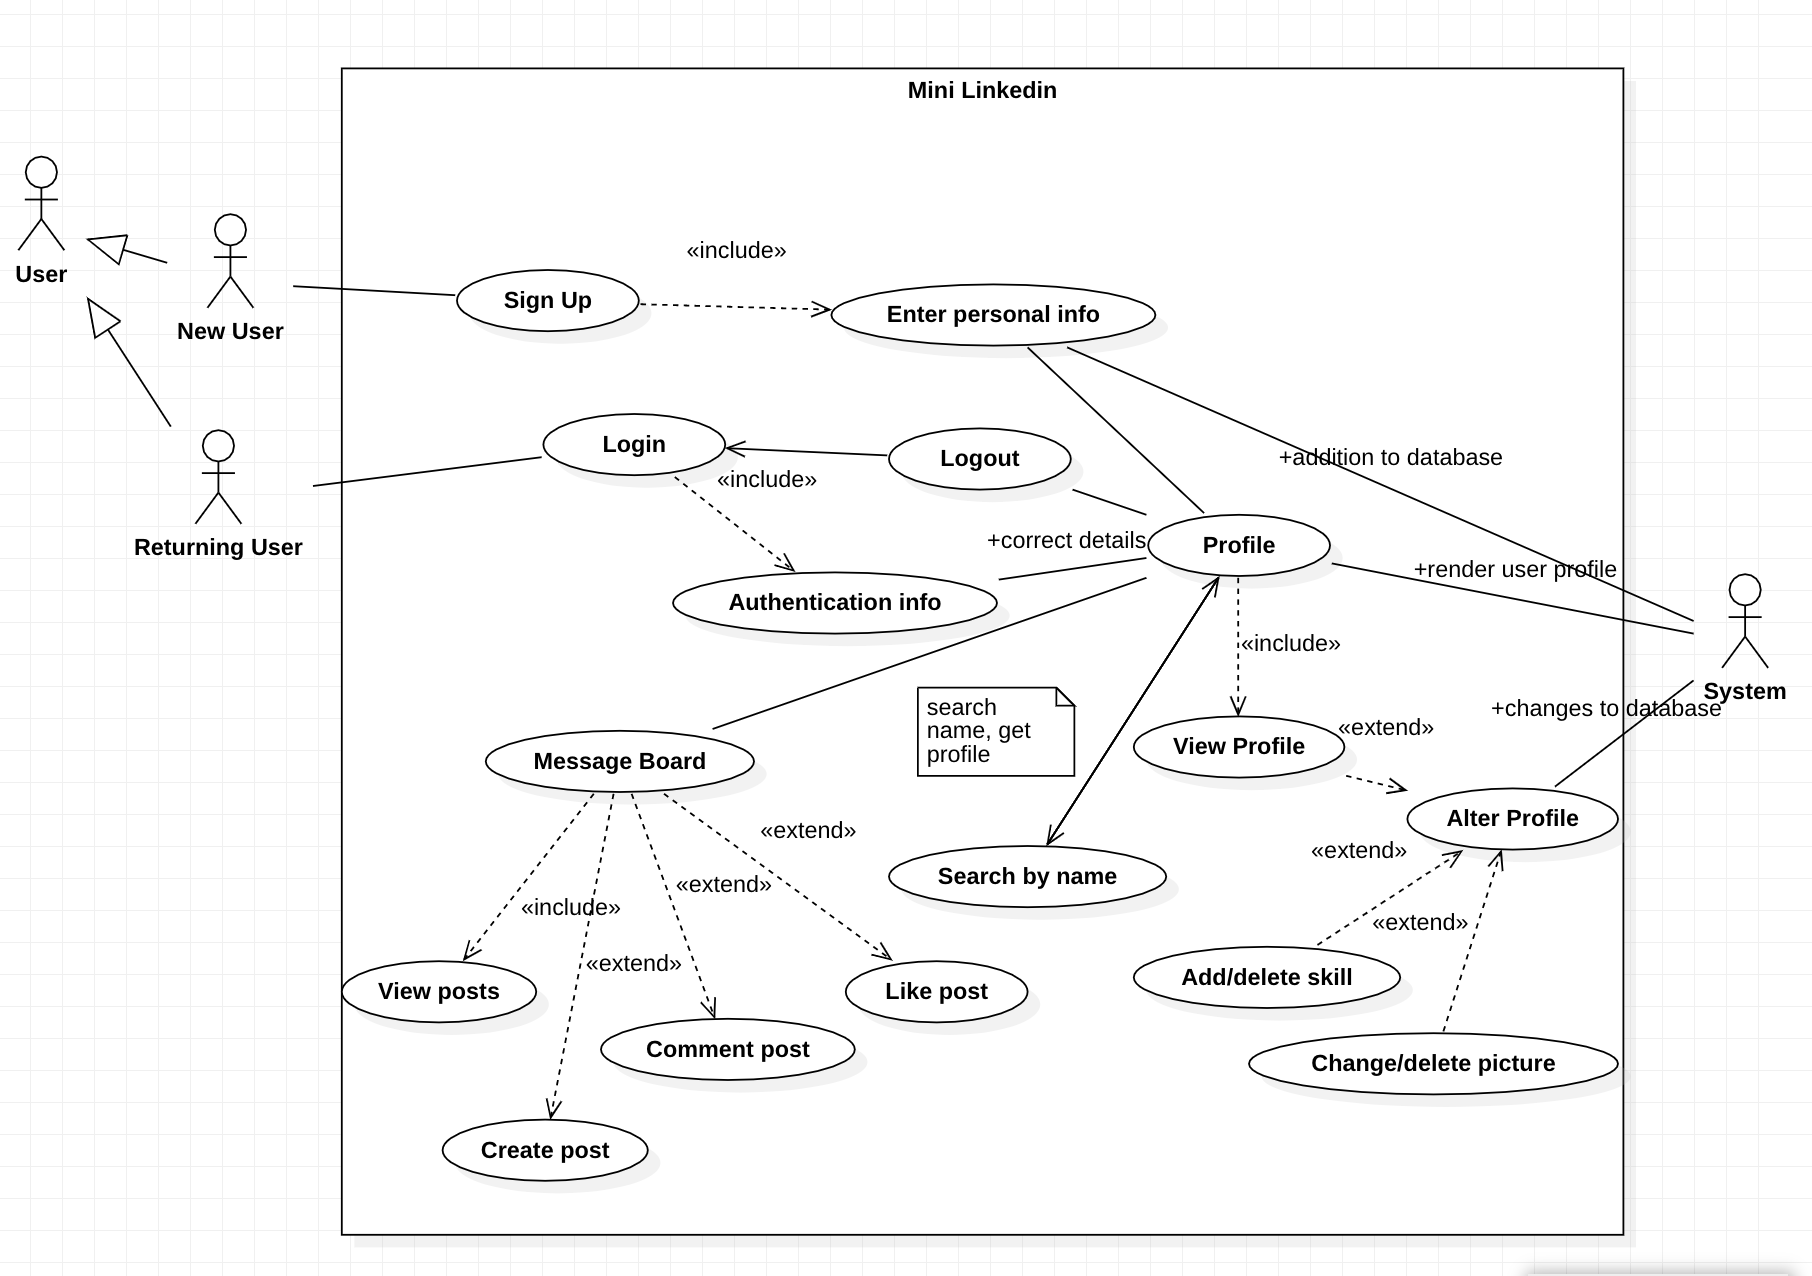 Mini Linkedin
User
New User
Sign Up
«include»
Enter personal info
Returning User
Login
Logout
«include»
+addition to database
+correct details
Profile
+render user profile
Authentication info
«include»
System
+changes to database
search
name, get
profile
View Profile
«extend»
Message Board
Alter Profile
«extend»
«extend»
Search by name
«extend»
«include»
«extend»
«extend»
View posts
Like post
Add/delete skill
Comment post
Change/delete picture
Create post